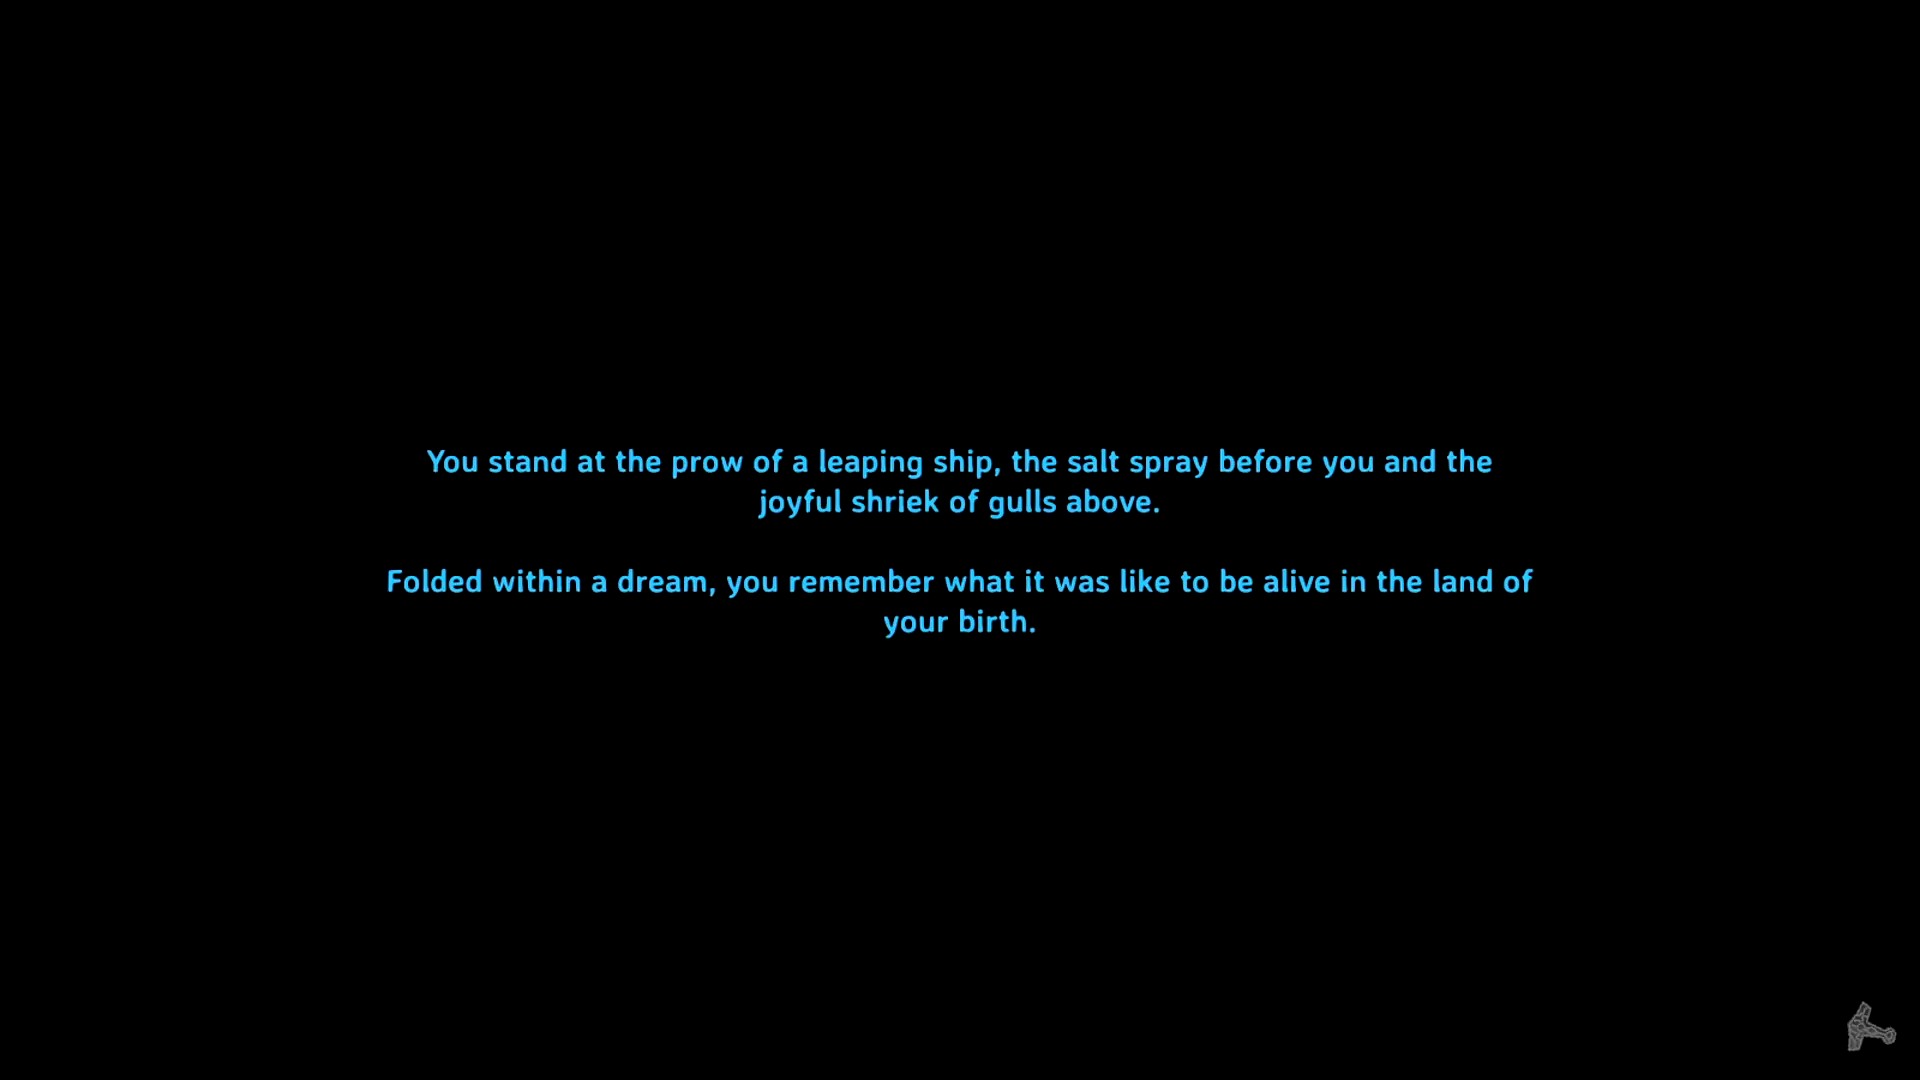 You stand at the prow of a leaping ship, the salt spray before you and the
joyful shriek of gulls above.
Folded within a dream, you remember what it was like to be alive in the land of
your birth.